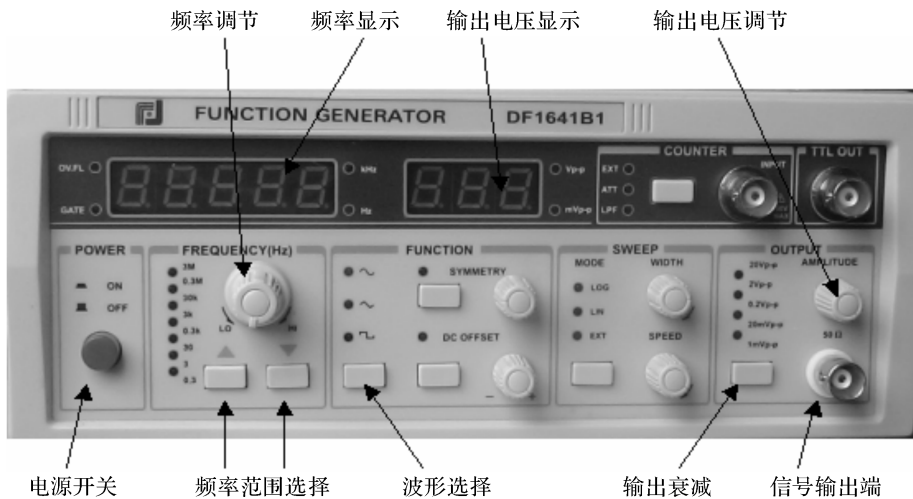 频率调节 频率显示 输出电压显示 输出电压调节
FUNCTION GENERATOR DF1641B1
COUNTER TTL OUT
OV.FL kHz Vp-p EXT INPUT
ATT
GATE Hz mVp-p LPF
POWER FREQUENCY(Hz) FUNCTION SWEEP OUTPUT
3M SYMMETRY MODE WIDTH 20Vp-p AMPLITUDE
ON 0.3M LOG 2Vp-p
OFF 30k LIN 0.2Vp-p
3k
0.3k LO HI DC OFFSET EXT SPEED 20mVp-p 50Ω
30 1mVp-p
3
0.3 - +
电源开关 频率范围选择 波形选择 输出衰减 信号输出端